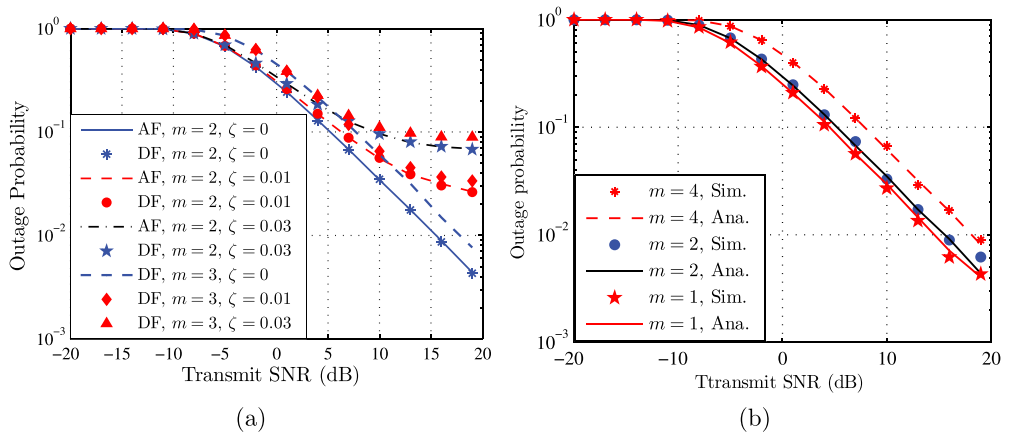 10⁰
10⁻¹
10⁻²
10⁻³
Outage Probability
AF, m = 2, ζ = 0
DF, m = 2, ζ = 0
AF, m = 2, ζ = 0.01
DF, m = 2, ζ = 0.01
AF, m = 2, ζ = 0.03
DF, m = 2, ζ = 0.03
DF, m = 3, ζ = 0
DF, m = 3, ζ = 0.01
DF, m = 3, ζ = 0.03
−20 −15 −10 −5 0 5 10 15 20
Transmit SNR (dB)
(a)
10⁰
10⁻¹
10⁻²
10⁻³
Outage probability
m = 4, Sim.
m = 4, Ana.
m = 2, Sim.
m = 2, Ana.
m = 1, Sim.
m = 1, Ana.
−20 −10 0 10 20
Ttransmit SNR (dB)
(b)